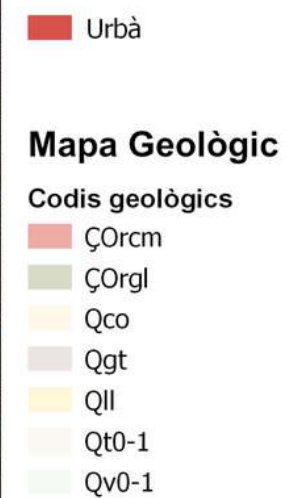 Urbà
Mapa Geològic
Codis geològics
ÇOrcm
ÇOrgl
Qco
Qgt
Qll
Qt0-1
Qv0-1